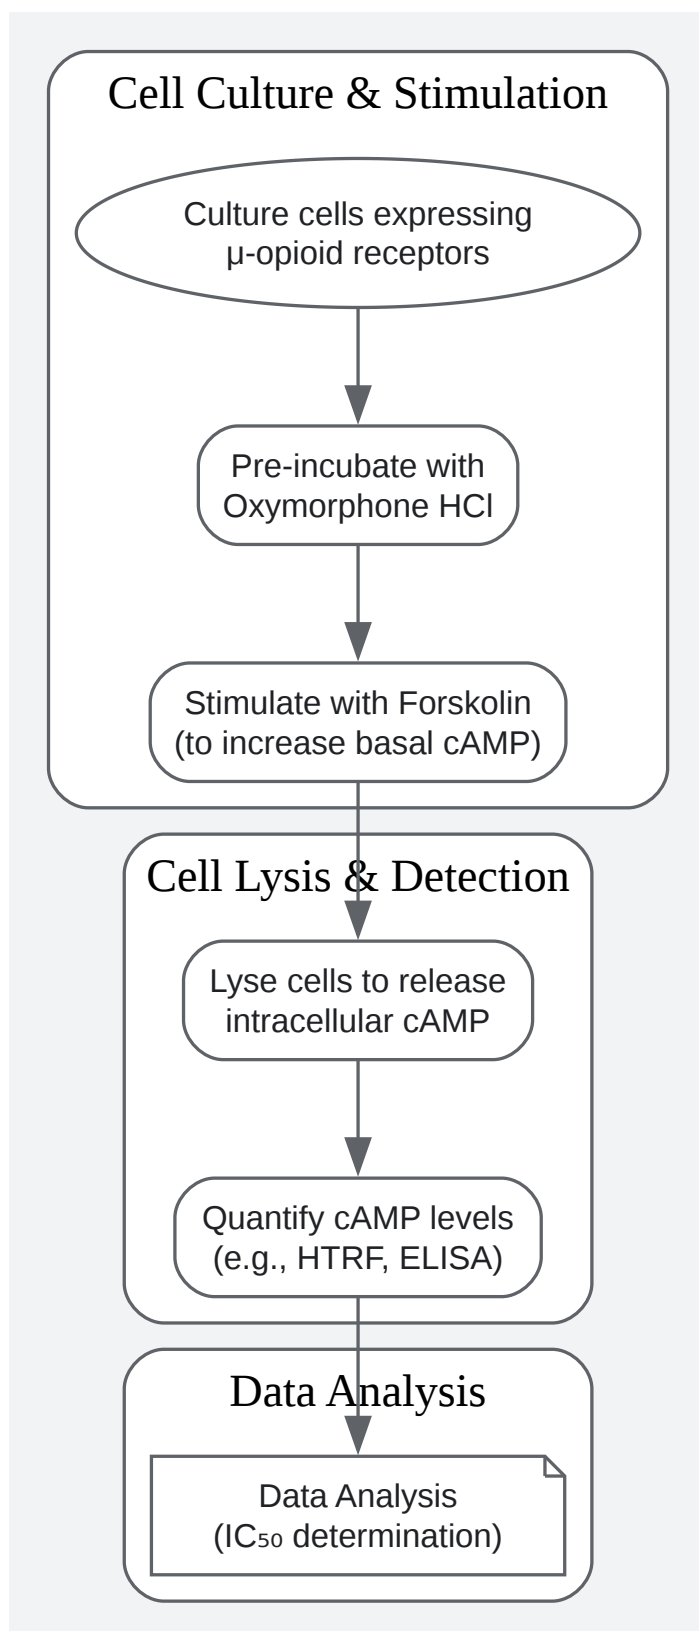 Cell Culture & Stimulation
Culture cells expressing
μ-opioid receptors
Pre-incubate with
Oxymorphone HCl
Stimulate with Forskolin
(to increase basal cAMP)
Cell Lysis & Detection
Lyse cells to release
intracellular cAMP
Quantify cAMP levels
(e.g., HTRF, ELISA)
Data Analysis
Data Analysis
(IC₅₀ determination)